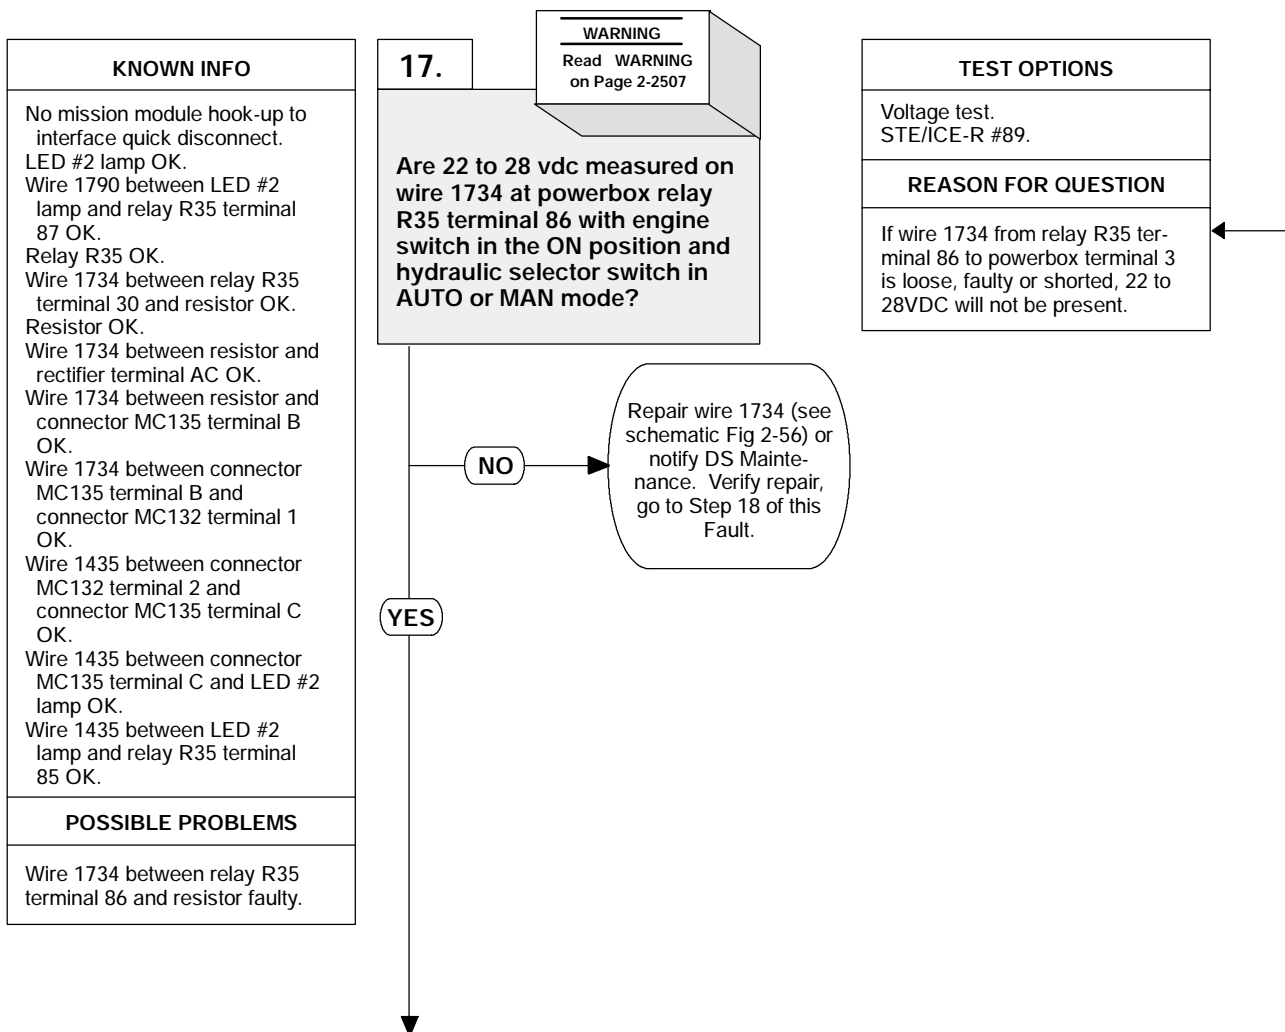 KNOWN INFO
No mission module hook-up to
interface quick disconnect.
LED #2 lamp OK.
Wire 1790 between LED #2
lamp and relay R35 terminal
87 OK.
Relay R35 OK.
Wire 1734 between relay R35
terminal 30 and resistor OK.
Resistor OK.
Wire 1734 between resistor and
rectifier terminal AC OK.
Wire 1734 between resistor and
connector MC135 terminal B
OK.
Wire 1734 between connector
MC135 terminal B and
connector MC132 terminal 1
OK.
Wire 1435 between connector
MC132 terminal 2 and
connector MC135 terminal C
OK.
Wire 1435 between connector
MC135 terminal C and LED #2
lamp OK.
Wire 1435 between LED #2
lamp and relay R35 terminal
85 OK.
POSSIBLE PROBLEMS
Wire 1734 between relay R35
terminal 86 and resistor faulty.
17.
WARNING
Read WARNING
on Page 2-2507
Are 22 to 28 vdc measured on
wire 1734 at powerbox relay
R35 terminal 86 with engine
switch in the ON position and
hydraulic selector switch in
AUTO or MAN mode?
NO
Repair wire 1734 (see
schematic Fig 2-56) or
notify DS Mainte-
nance. Verify repair,
go to Step 18 of this
Fault.
YES
TEST OPTIONS
Voltage test.
STE/ICE-R #89.
REASON FOR QUESTION
If wire 1734 from relay R35 ter-
minal 86 to powerbox terminal 3
is loose, faulty or shorted, 22 to
28VDC will not be present.